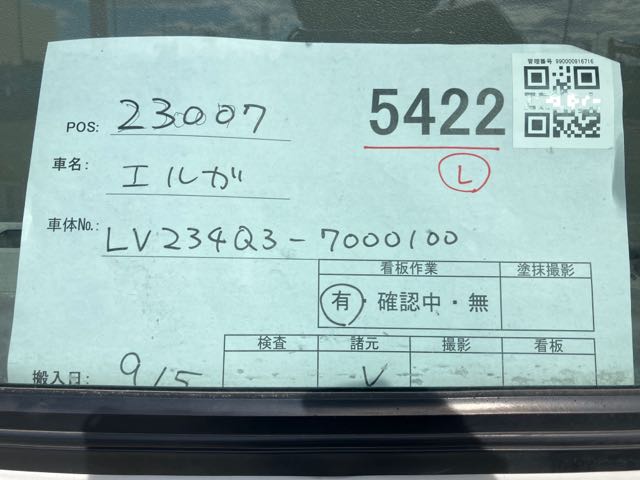 管理番号 990000916716
POS: 23007
5422
L
車名: エルガ
車体No.: LV234Q3-7000100
看板作業 塗抹撮影
有・確認中・無
検査 諸元 撮影 看板
搬入日: 9/5
V